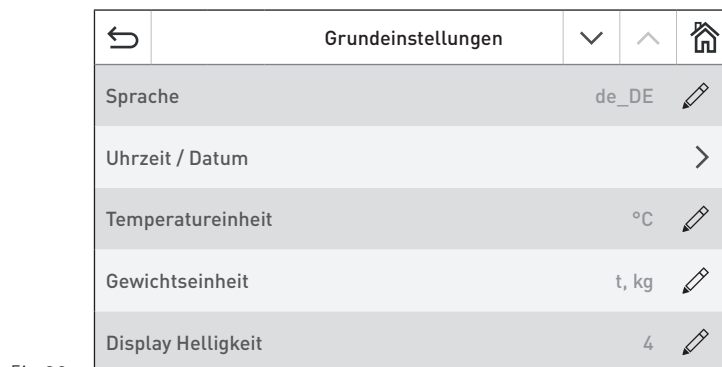 Grundeinstellungen
Sprache de_DE
Uhrzeit / Datum
Temperatureinheit °C
Gewichtseinheit t, kg
Display Helligkeit 4